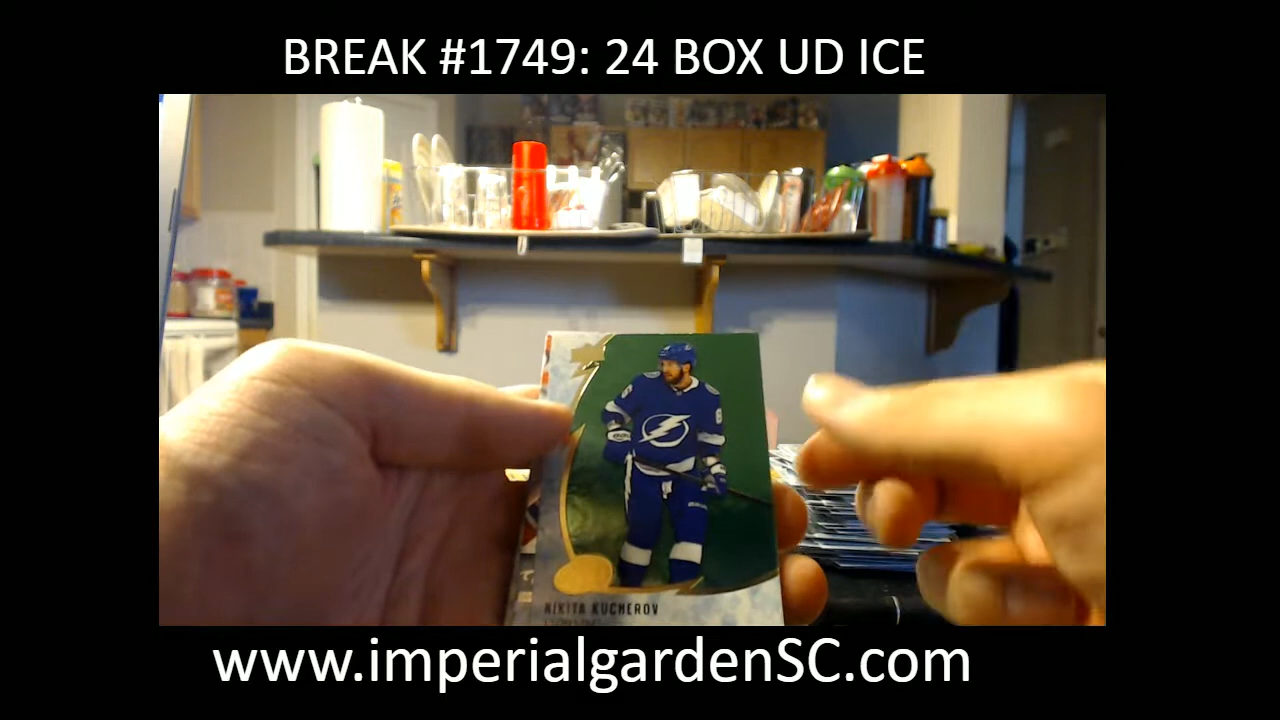 BREAK #1749: 24 BOX UD ICE
NIKITA KUCHEROV
www.imperialgardenSC.com